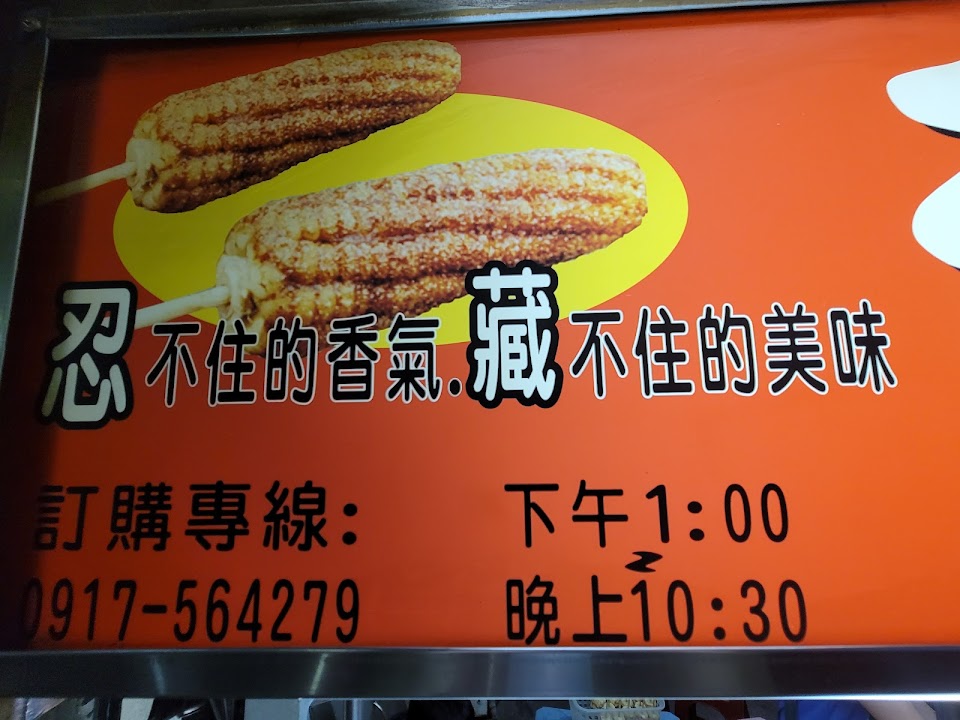 忍不住的香氣.藏不住的美味
訂購專線:
0917-564279
下午1:00
~
晚上10:30